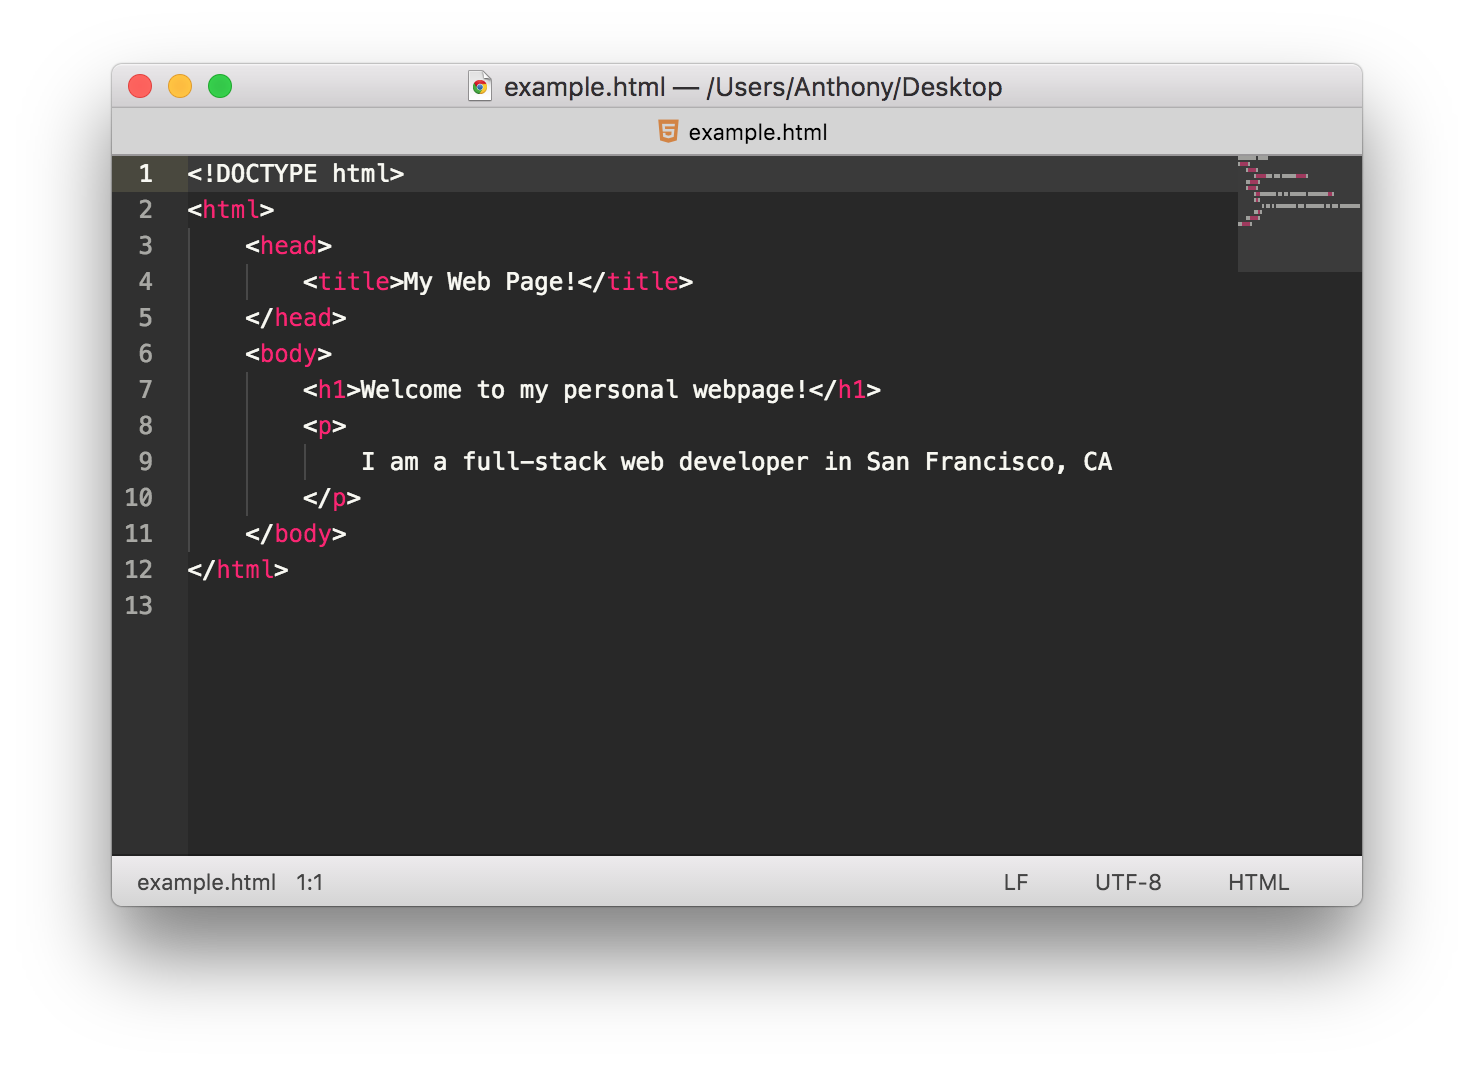 example.html — /Users/Anthony/Desktop
example.html
1 <!DOCTYPE html>
2 <html>
3     <head>
4         <title>My Web Page!</title>
5     </head>
6     <body>
7         <h1>Welcome to my personal webpage!</h1>
8         <p>
9             I am a full-stack web developer in San Francisco, CA
10         </p>
11     </body>
12 </html>
13
example.html 1:1 LF UTF-8 HTML